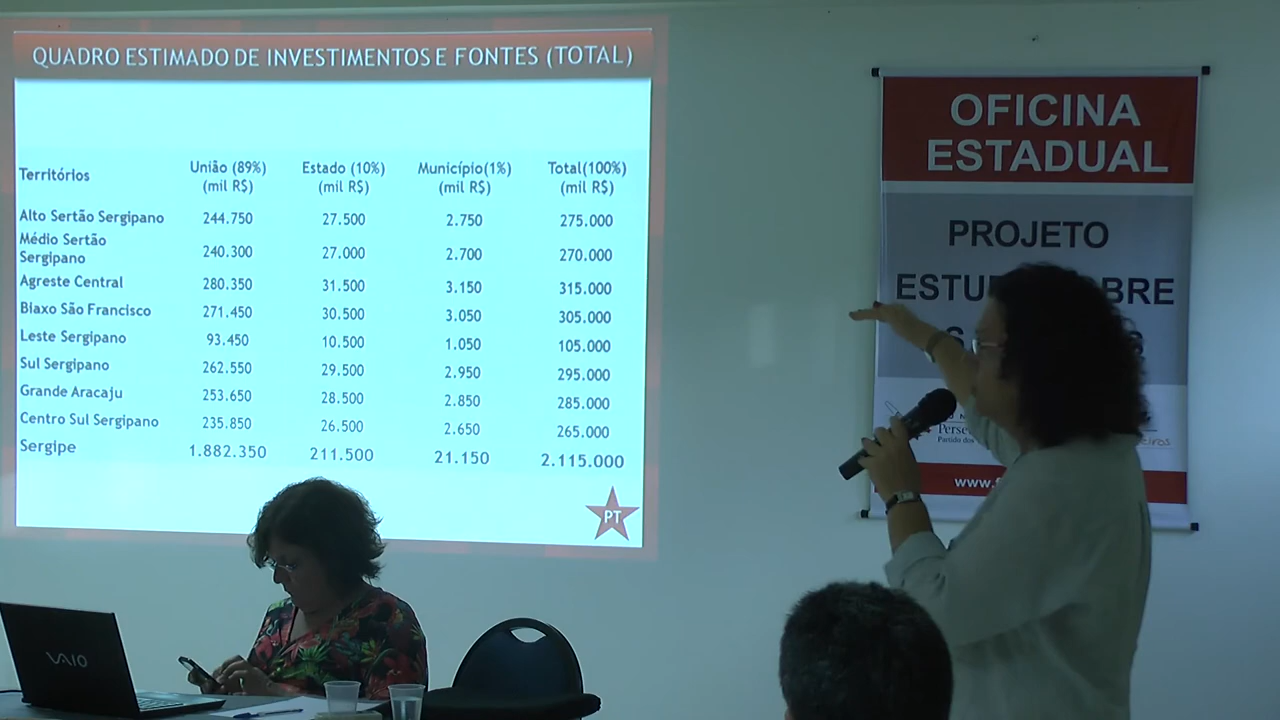 QUADRO ESTIMADO DE INVESTIMENTOS E FONTES (TOTAL)
Territórios União (89%) (mil R$) Estado (10%) (mil R$) Município(1%) (mil R$) Total(100%) (mil R$)
Alto Sertão Sergipano 244.750 27.500 2.750 275.000
Médio Sertão Sergipano 240.300 27.000 2.700 270.000
Agreste Central 280.350 31.500 3.150 315.000
Biaxo São Francisco 271.450 30.500 3.050 305.000
Leste Sergipano 93.450 10.500 1.050 105.000
Sul Sergipano 262.550 29.500 2.950 295.000
Grande Aracaju 253.650 28.500 2.850 285.000
Centro Sul Sergipano 235.850 26.500 2.650 265.000
Sergipe 1.882.350 211.500 21.150 2.115.000
PT
OFICINA
ESTADUAL
PROJETO
VAIO